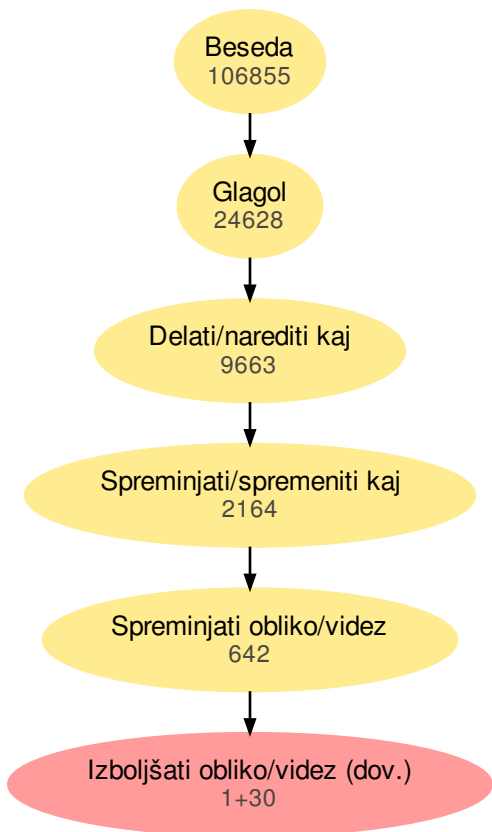 Beseda
106855
Glagol
24628
Delati/narediti kaj
9663
Spreminjati/spremeniti kaj
2164
Spreminjati obliko/videz
642
Izboljšati obliko/videz (dov.)
1+30